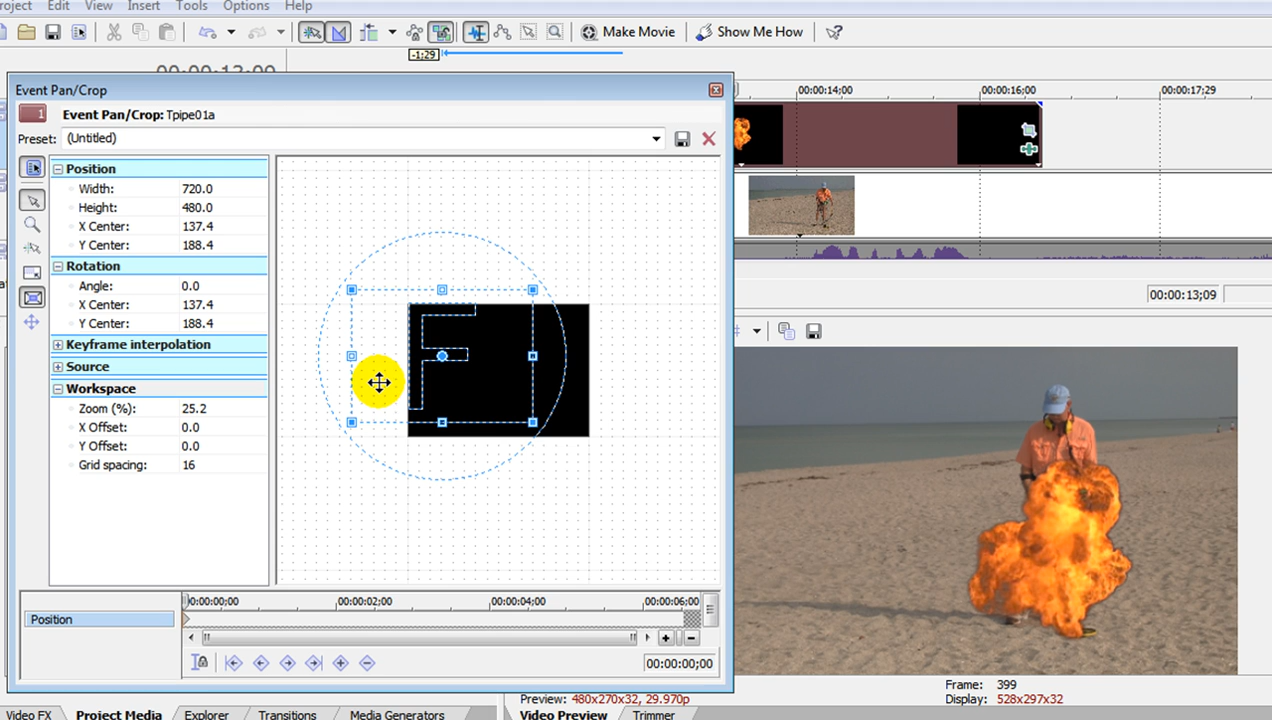 roject Edit View Insert Tools Options Help
Make Movie Show Me How
-1;29
00:00:13;00
Event Pan/Crop
00:00:14;00 00:00:16;00 00:00:17;29
1 Event Pan/Crop: Tpipe01a
Preset: (Untitled)
Position
Width: 720.0
Height: 480.0
X Center: 137.4
Y Center: 188.4
Rotation
Angle: 0.0
X Center: 137.4
Y Center: 188.4
Keyframe interpolation
Source
Workspace
Zoom (%): 25.2
X Offset: 0.0
Y Offset: 0.0
Grid spacing: 16
F
00:00:13;09
00:00:00;00 00:00:02;00 00:00:04;00 00:00:06;00
Position
00:00:00;00
Preview: 480x270x32, 29.970p
Frame: 399
Display: 528x297x32
Video FX Project Media Explorer Transitions Media Generators
Video Preview Trimmer